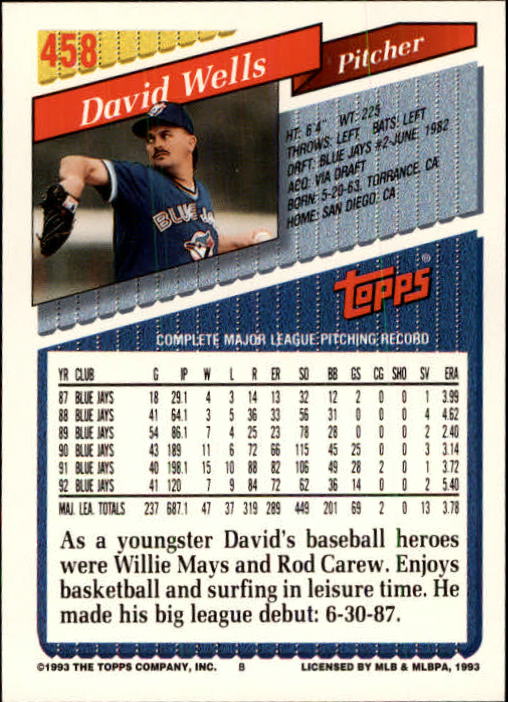 458
David Wells
Pitcher
HT: 6'4" WT: 225
THROWS: LEFT BATS: LEFT
DRFT: BLUE JAYS #2-JUNE, 1982
ACQ: VIA DRAFT
BORN: 5-20-63, TORRANCE, CA
HOME: SAN DIEGO, CA
BLUE JAYS
TOPPS®
COMPLETE MAJOR LEAGUE PITCHING RECORD
YR CLUB G IP W L R ER SO BB GS CG SHO SV ERA
87 BLUE JAYS 18 29.1 4 3 14 13 32 12 2 0 0 1 3.99
88 BLUE JAYS 41 64.1 3 5 36 33 56 31 0 0 0 4 4.62
89 BLUE JAYS 54 86.1 7 4 25 23 78 28 0 0 0 2 2.40
90 BLUE JAYS 43 189 11 6 72 66 115 45 25 0 0 3 3.14
91 BLUE JAYS 40 198.1 15 10 88 82 106 49 28 2 0 1 3.72
92 BLUE JAYS 41 120 7 9 84 72 62 36 14 0 0 2 5.40
MAJ. LEA. TOTALS 237 687.1 47 37 319 289 449 201 69 2 0 13 3.78
As a youngster David's baseball heroes
were Willie Mays and Rod Carew. Enjoys
basketball and surfing in leisure time. He
made his big league debut: 6-30-87.
©1993 THE TOPPS COMPANY, INC. B LICENSED BY MLB & MLBPA, 1993